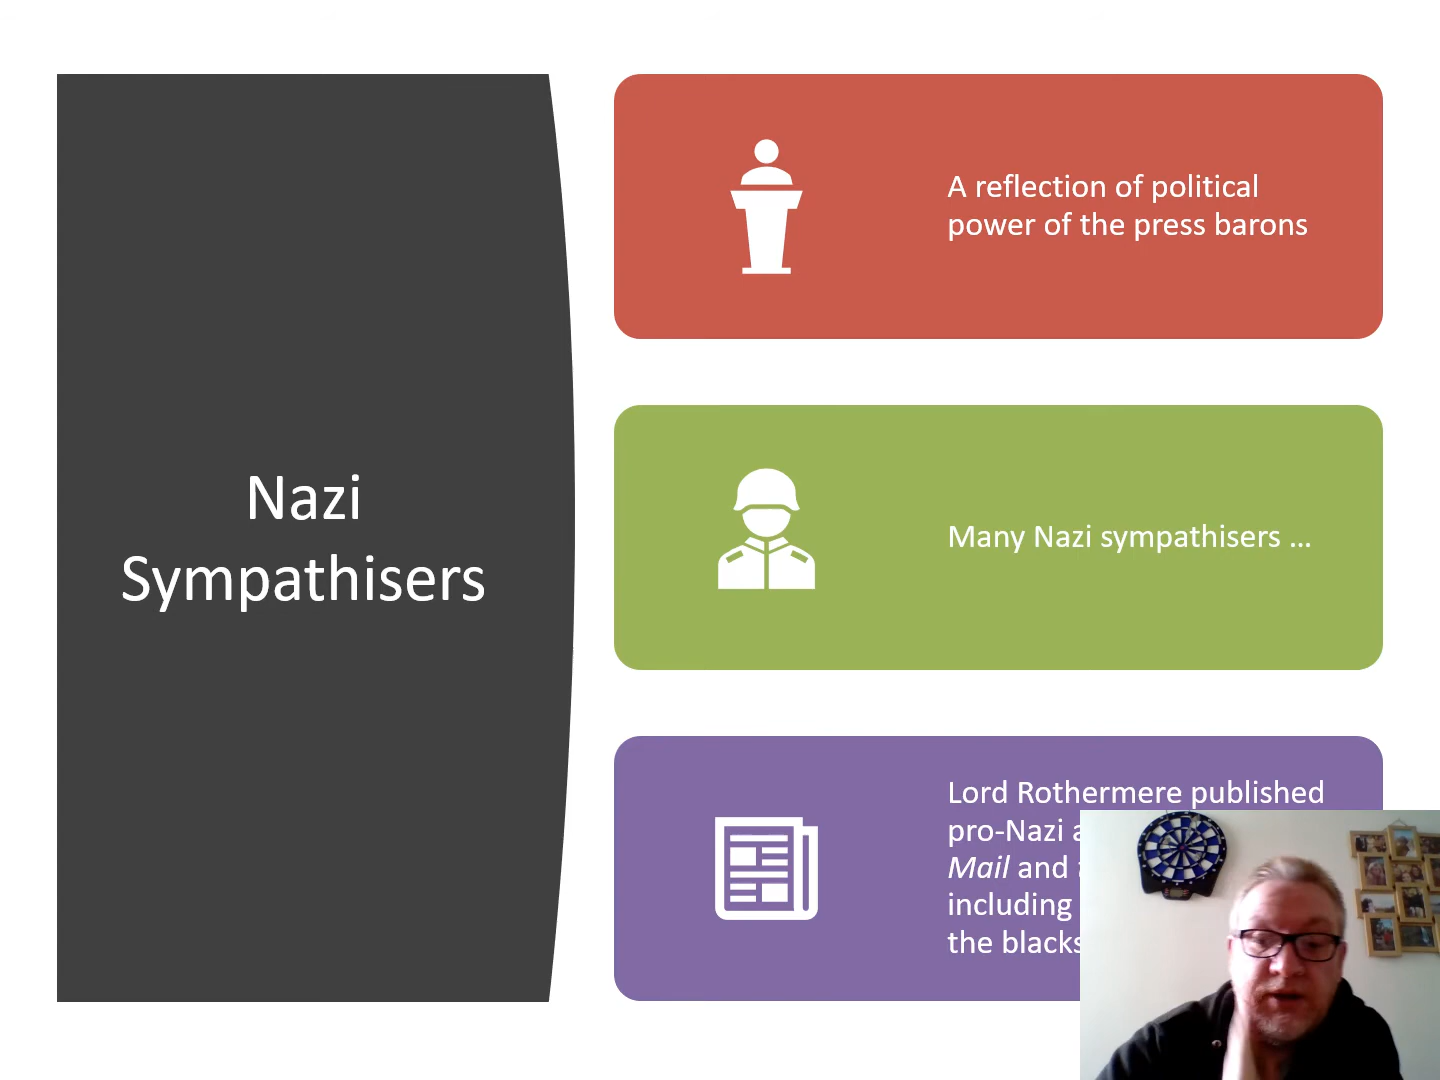 Nazi
Sympathisers
A reflection of political
power of the press barons
Many Nazi sympathisers ...
Lord Rothermere published
pro-Nazi
Mail and
including
the